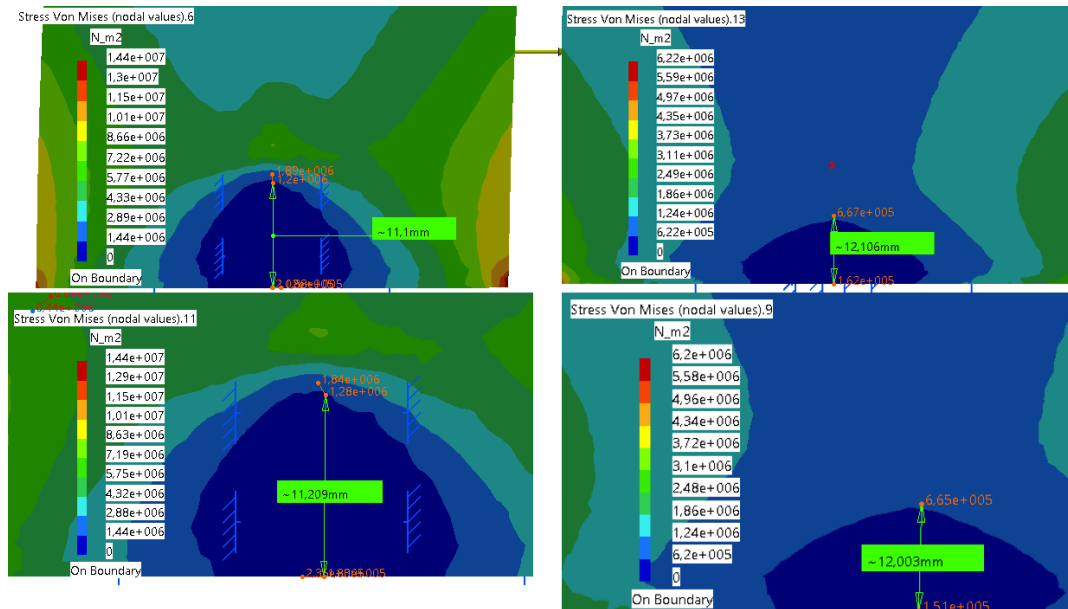 Stress Von Mises (nodal values).6
N_m2
1,44e+007
1,3e+007
1,15e+007
1,01e+007
8,66e+006
7,22e+006
5,77e+006
4,33e+006
2,89e+006
1,44e+006
0
On Boundary
~11,1mm
Stress Von Mises (nodal values).13
N_m2
6,22e+006
5,59e+006
4,97e+006
4,35e+006
3,73e+006
3,11e+006
2,49e+006
1,86e+006
1,24e+006
6,22e+005
0
On Boundary
6,67e+005
~12,106mm
1,62e+005
Stress Von Mises (nodal values).11
N_m2
1,44e+007
1,29e+007
1,15e+007
1,01e+007
8,63e+006
7,19e+006
5,75e+006
4,32e+006
2,88e+006
1,44e+006
0
On Boundary
1,84e+006
1,28e+006
~11,209mm
Stress Von Mises (nodal values).9
N_m2
6,2e+006
5,58e+006
4,96e+006
4,34e+006
3,72e+006
3,1e+006
2,48e+006
1,86e+006
1,24e+006
6,2e+005
0
On Boundary
6,65e+005
~12,003mm
1,51e+005